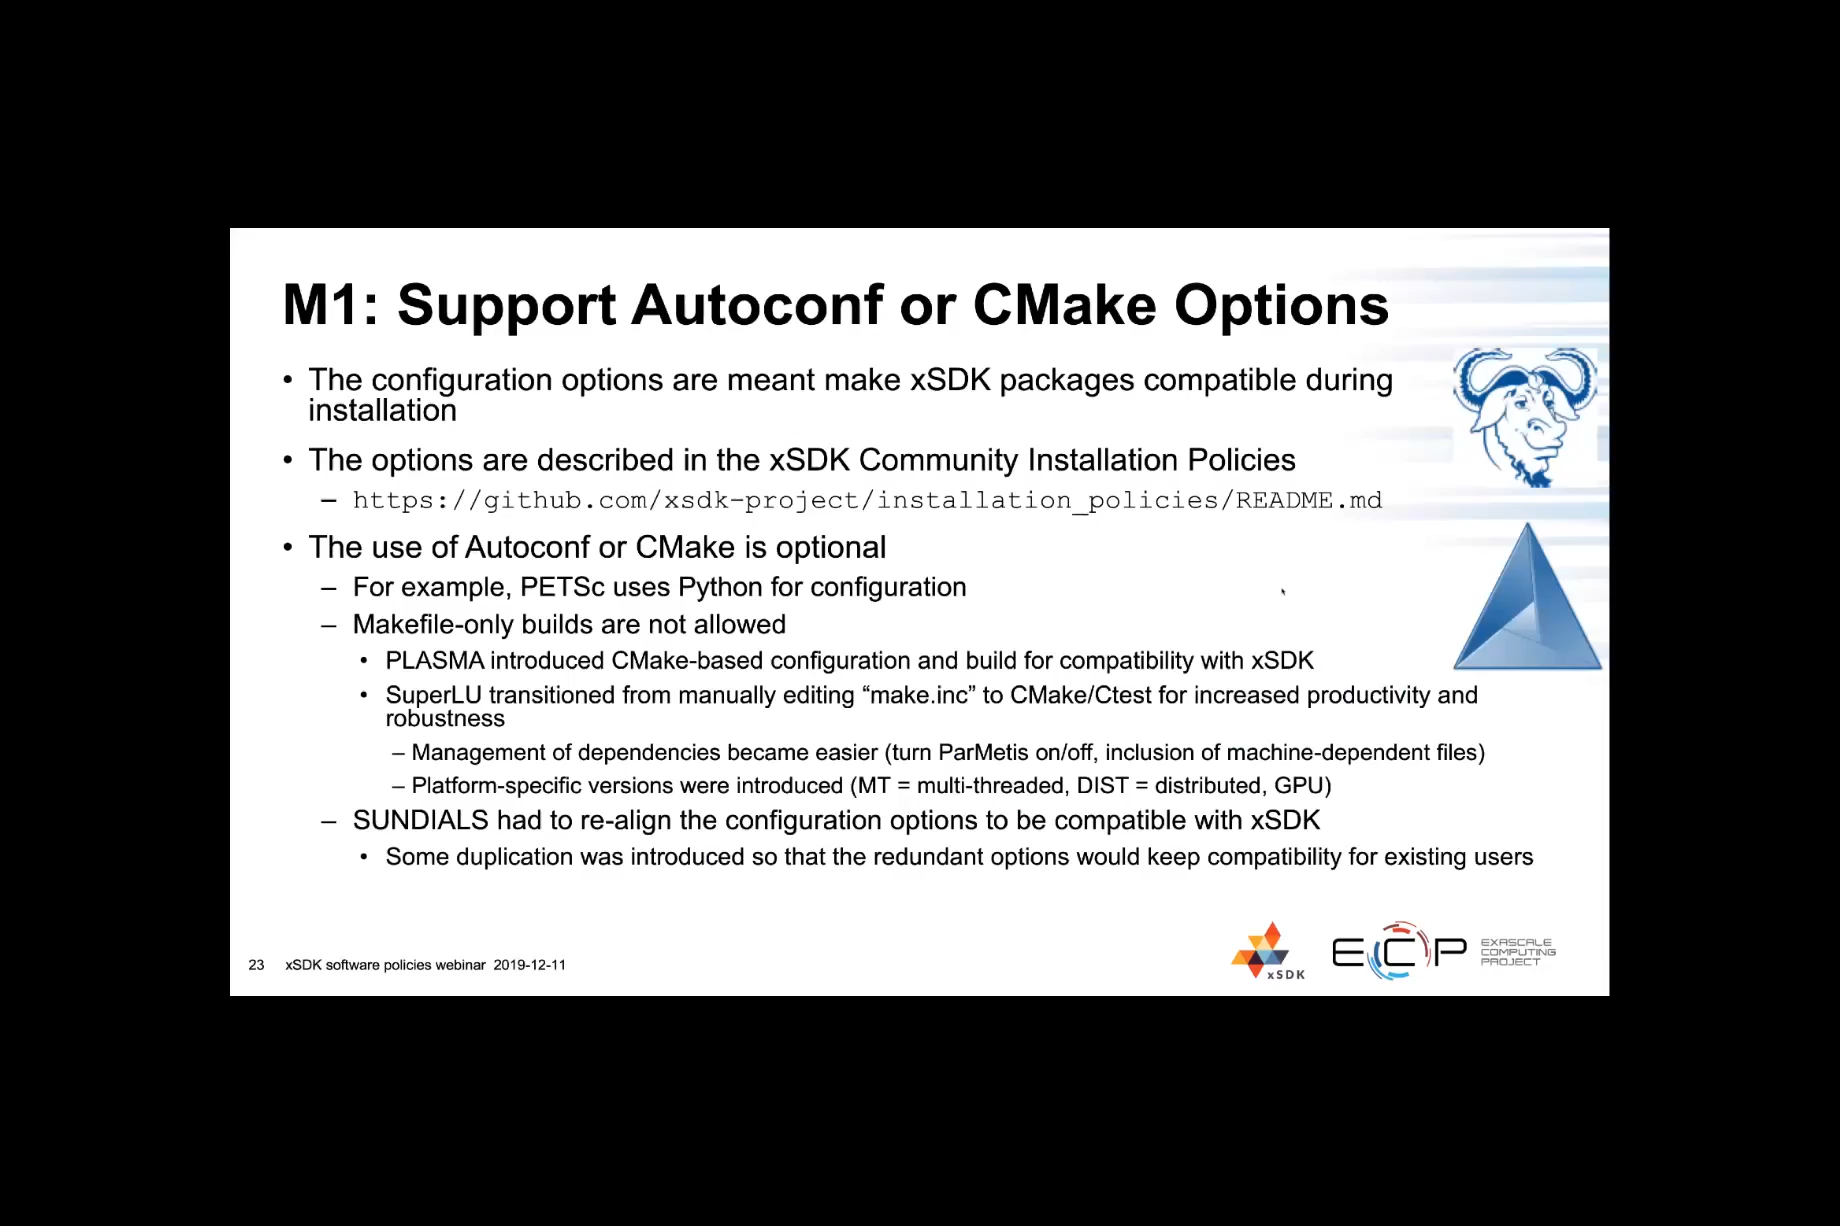 M1: Support Autoconf or CMake Options
• The configuration options are meant make xSDK packages compatible during
installation
• The options are described in the xSDK Community Installation Policies
– https://github.com/xsdk-project/installation_policies/README.md
• The use of Autoconf or CMake is optional
– For example, PETSc uses Python for configuration
– Makefile-only builds are not allowed
• PLASMA introduced CMake-based configuration and build for compatibility with xSDK
• SuperLU transitioned from manually editing “make.inc” to CMake/Ctest for increased productivity and
robustness
– Management of dependencies became easier (turn ParMetis on/off, inclusion of machine-dependent files)
– Platform-specific versions were introduced (MT = multi-threaded, DIST = distributed, GPU)
– SUNDIALS had to re-align the configuration options to be compatible with xSDK
• Some duplication was introduced so that the redundant options would keep compatibility for existing users
23 xSDK software policies webinar 2019-12-11
xSDK
ECP
EXASCALE
COMPUTING
PROJECT